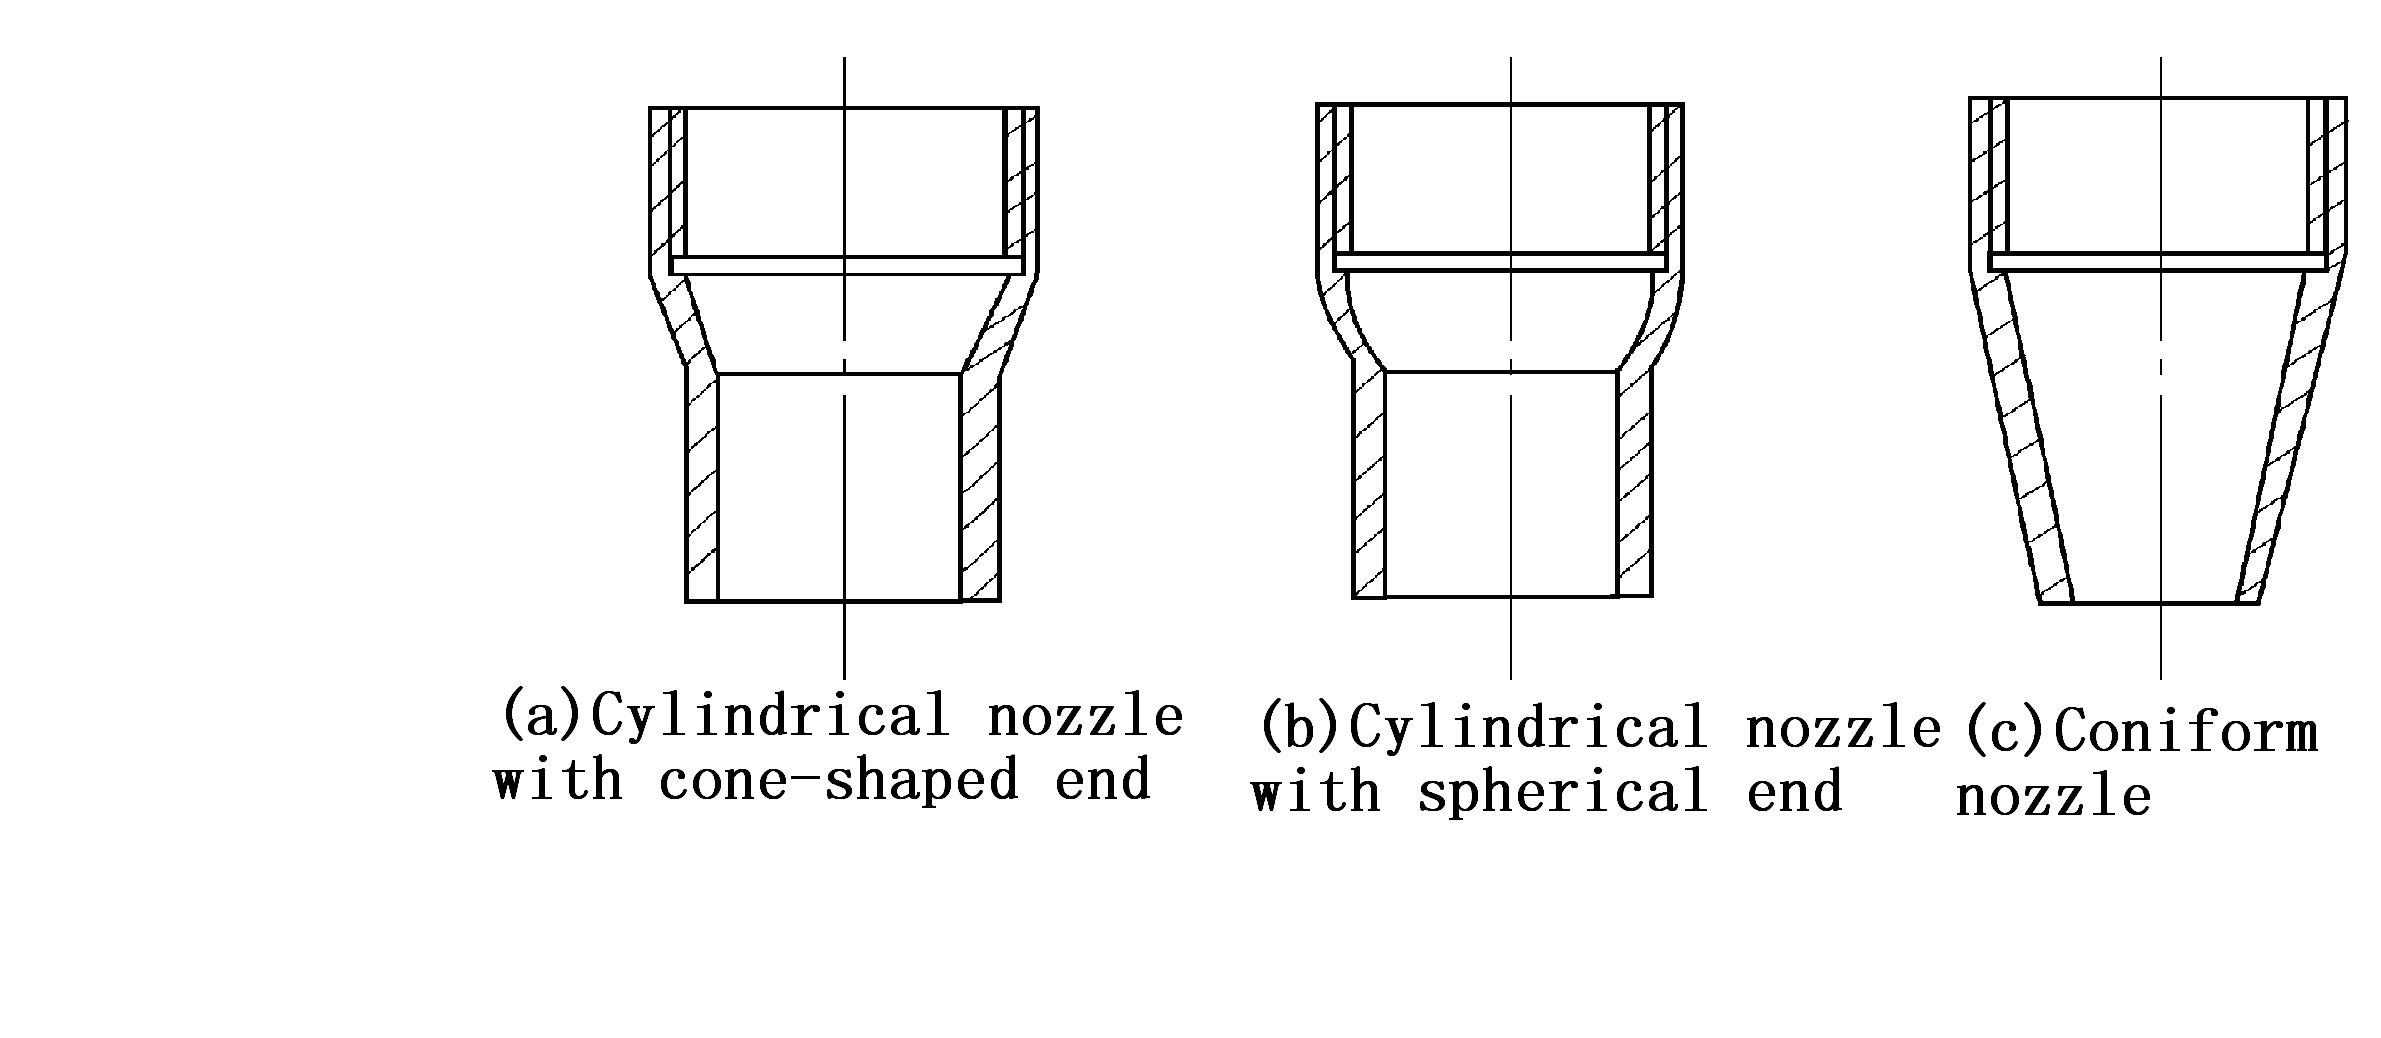 (a)Cylindrical nozzle
with cone-shaped end
(b)Cylindrical nozzle
with spherical end
(c)Coniform
nozzle